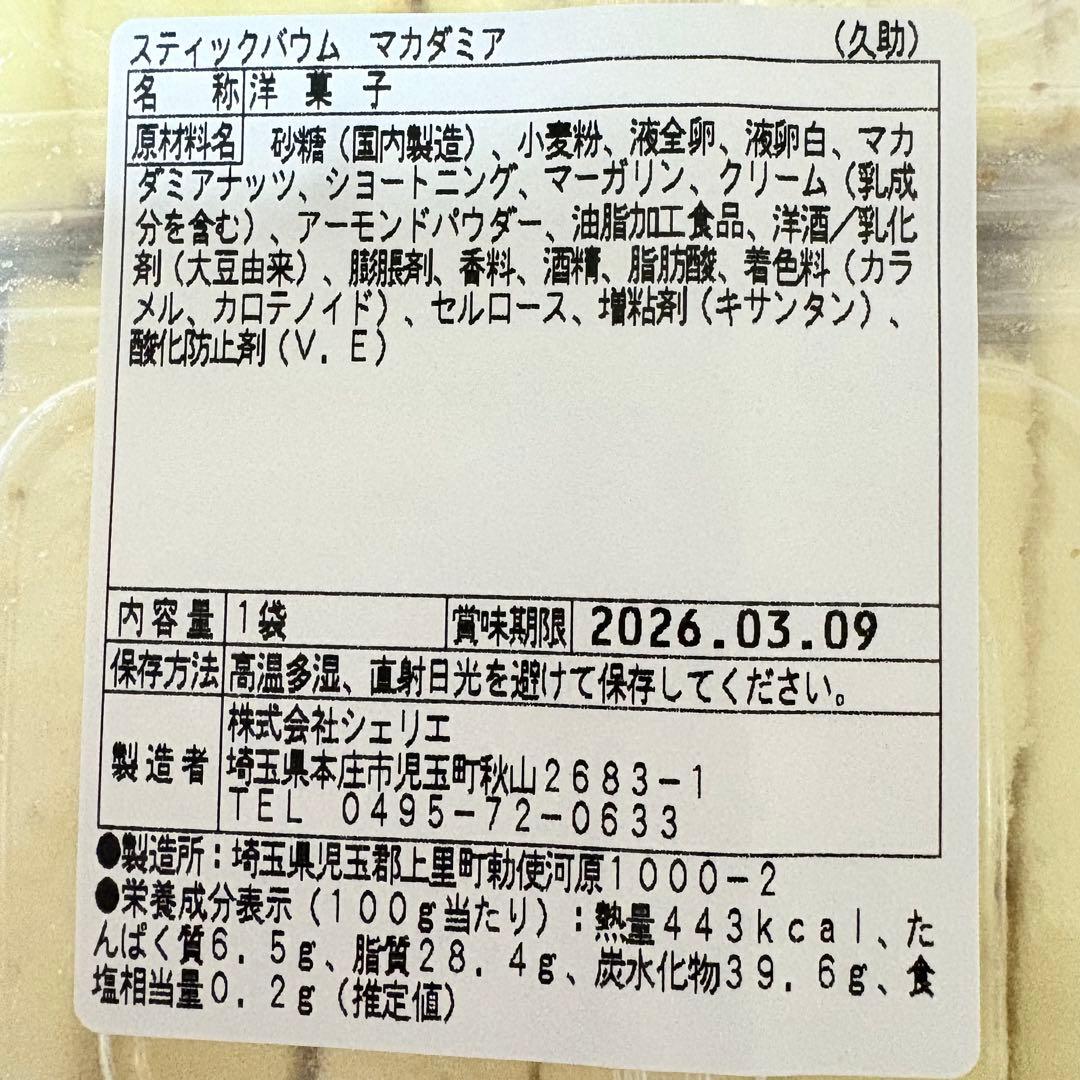 スティックバウム マカダミア (久助)
名称 洋菓子
原材料名 砂糖(国内製造)、小麦粉、液全卵、液卵白、マカ
ダミアナッツ、ショートニング、マーガリン、クリーム(乳成
分を含む)、アーモンドパウダー、油脂加工食品、洋酒/乳化
剤(大豆由来)、膨脹剤、香料、酒精、脂肪酸、着色料(カラ
メル、カロテノイド)、セルロース、増粘剤(キサンタン)、
酸化防止剤(V.E)
内容量 1袋 賞味期限 2026.03.09
保存方法 高温多湿、直射日光を避けて保存してください。
製造者 株式会社シェリエ
埼玉県本庄市児玉町秋山2683-1
TEL 0495-72-0633
●製造所:埼玉県児玉郡上里町勅使河原1000-2
●栄養成分表示(100g当たり):熱量443kcal、た
んぱく質6.5g、脂質28.4g、炭水化物39.6g、食
塩相当量0.2g(推定値)